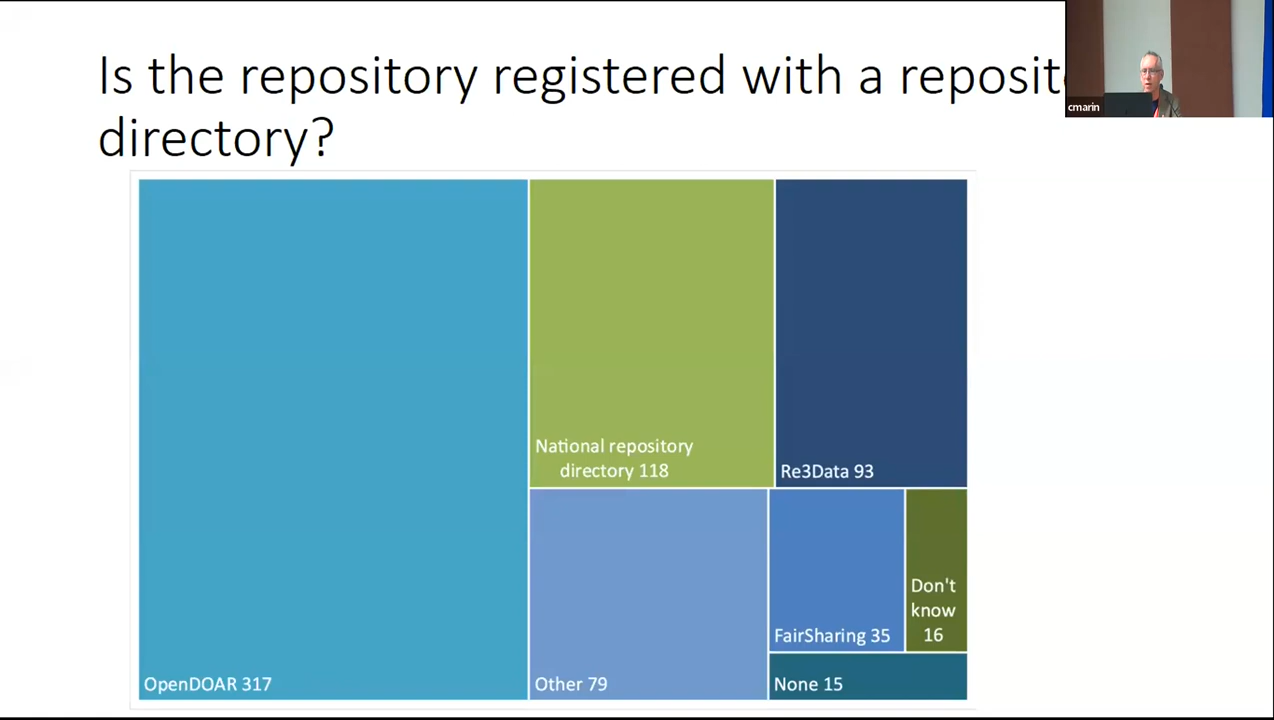 Is the repository registered with a
directory?
cmarin
National repository
directory 118
Re3Data 93
Don't
know
16
FairSharing 35
OpenDOAR 317
Other 79
None 15